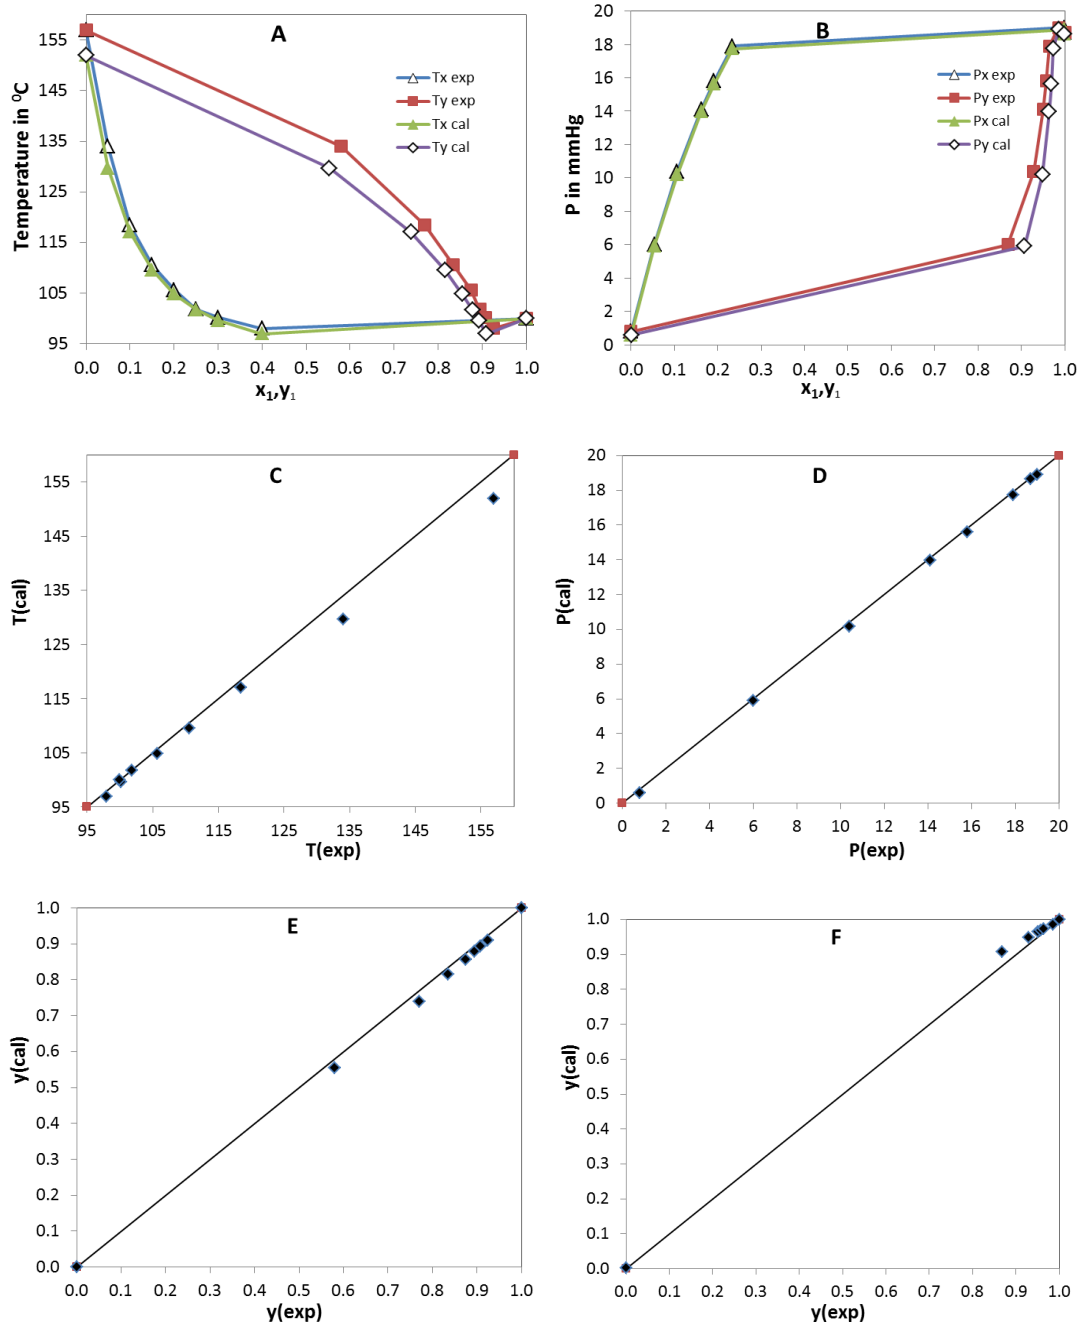 A
155
145
135
125
115
105
95
Temperature in ⁰C
Tx exp
Ty exp
Tx cal
Ty cal
0.0 0.1 0.2 0.3 0.4 0.5 0.6 0.7 0.8 0.9 1.0
x₁,y₁
B
20
18
16
14
12
10
8
6
4
2
0
P in mmHg
Px exp
Py exp
Px cal
Py cal
0.0 0.1 0.2 0.3 0.4 0.5 0.6 0.7 0.8 0.9 1.0
x₁,y₁
C
155
145
135
125
115
105
95
T(cal)
95 105 115 125 135 145 155
T(exp)
D
20
18
16
14
12
10
8
6
4
2
0
P(cal)
0 2 4 6 8 10 12 14 16 18 20
P(exp)
E
1.0
0.9
0.8
0.7
0.6
0.5
0.4
0.3
0.2
0.1
0.0
y(cal)
0.0 0.1 0.2 0.3 0.4 0.5 0.6 0.7 0.8 0.9 1.0
y(exp)
F
1.0
0.9
0.8
0.7
0.6
0.5
0.4
0.3
0.2
0.1
0.0
y(cal)
0.0 0.1 0.2 0.3 0.4 0.5 0.6 0.7 0.8 0.9 1.0
y(exp)